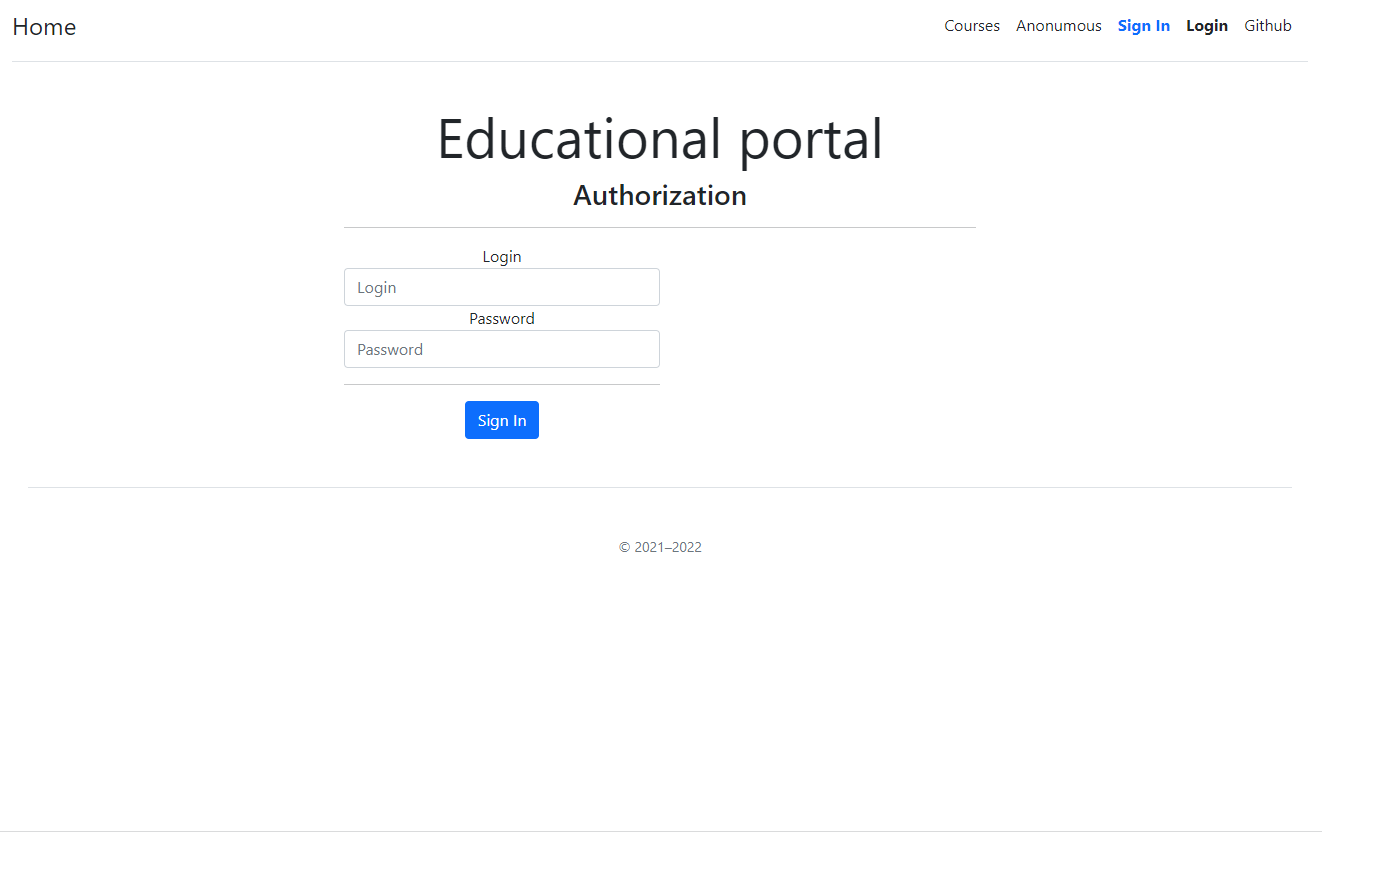 Home Courses Anonumous Sign In Login Github
Educational portal
Authorization
Login
Login
Password
Password
Sign In
© 2021–2022